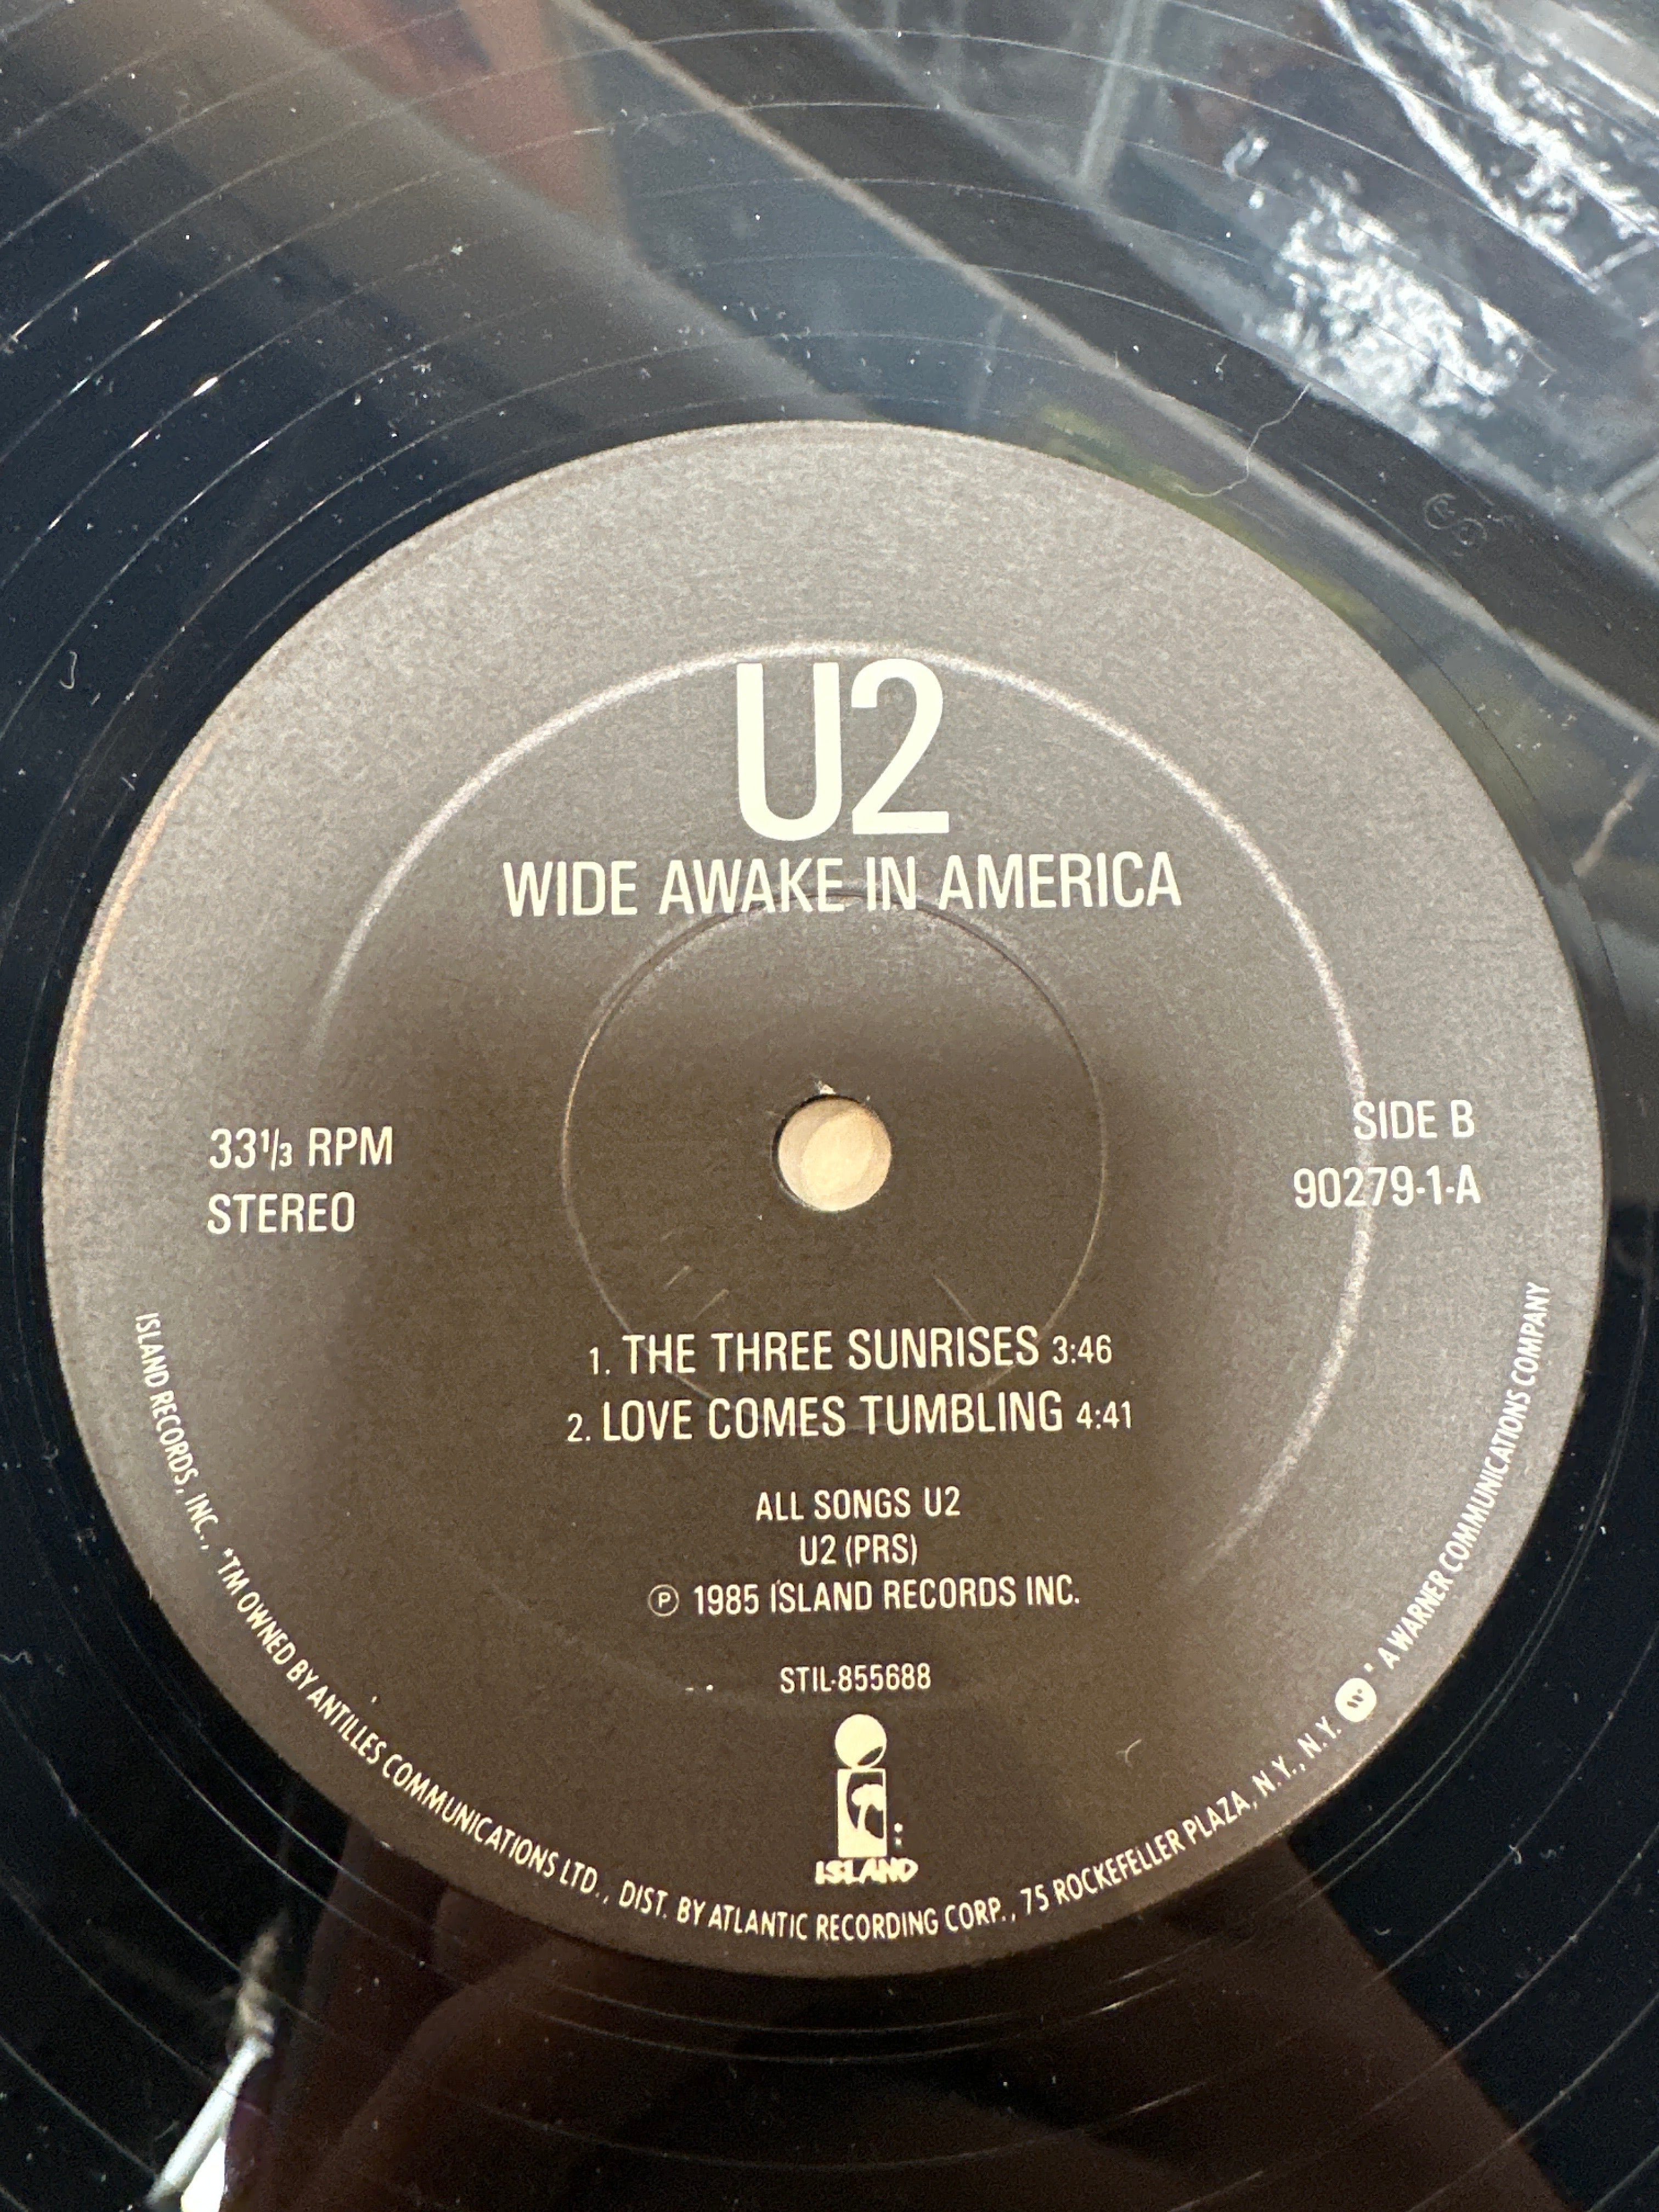 U2
WIDE AWAKE IN AMERICA
33⅓ RPM
STEREO
SIDE B
90279-1-A
1. THE THREE SUNRISES 3:46
2. LOVE COMES TUMBLING 4:41
ALL SONGS U2
U2 (PRS)
Ⓟ 1985 ISLAND RECORDS INC.
STIL-855688
ISLAND
ISLAND RECORDS, INC., *TM OWNED BY ANTILLES COMMUNICATIONS LTD., DIST. BY ATLANTIC RECORDING CORP., 75 ROCKEFELLER PLAZA, N.Y., N.Y. * A WARNER COMMUNICATIONS COMPANY